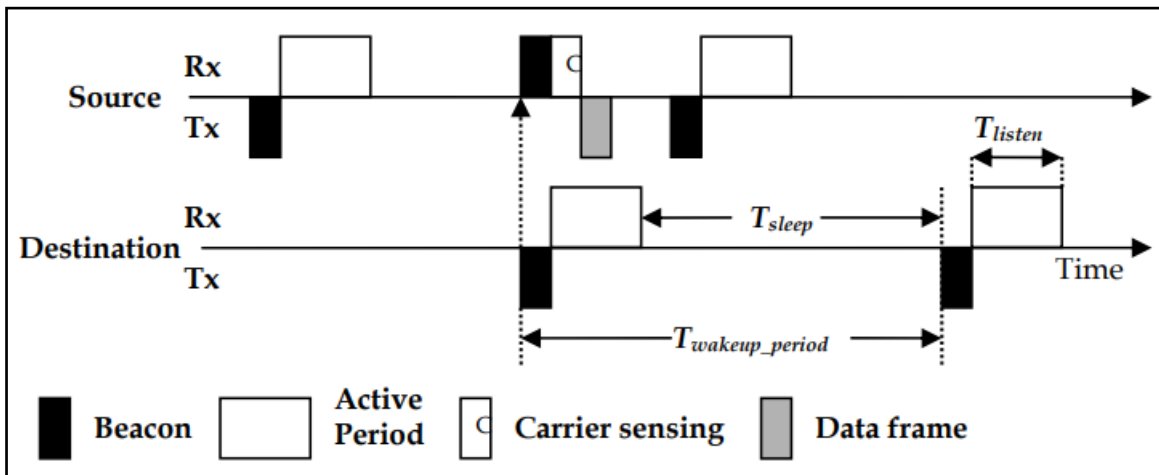 Rx
C
Source
Tx
T_listen
Rx
T_sleep
Destination
Tx
Time
T_wakeup_period
Beacon
Active
Period
C
Carrier sensing
Data frame